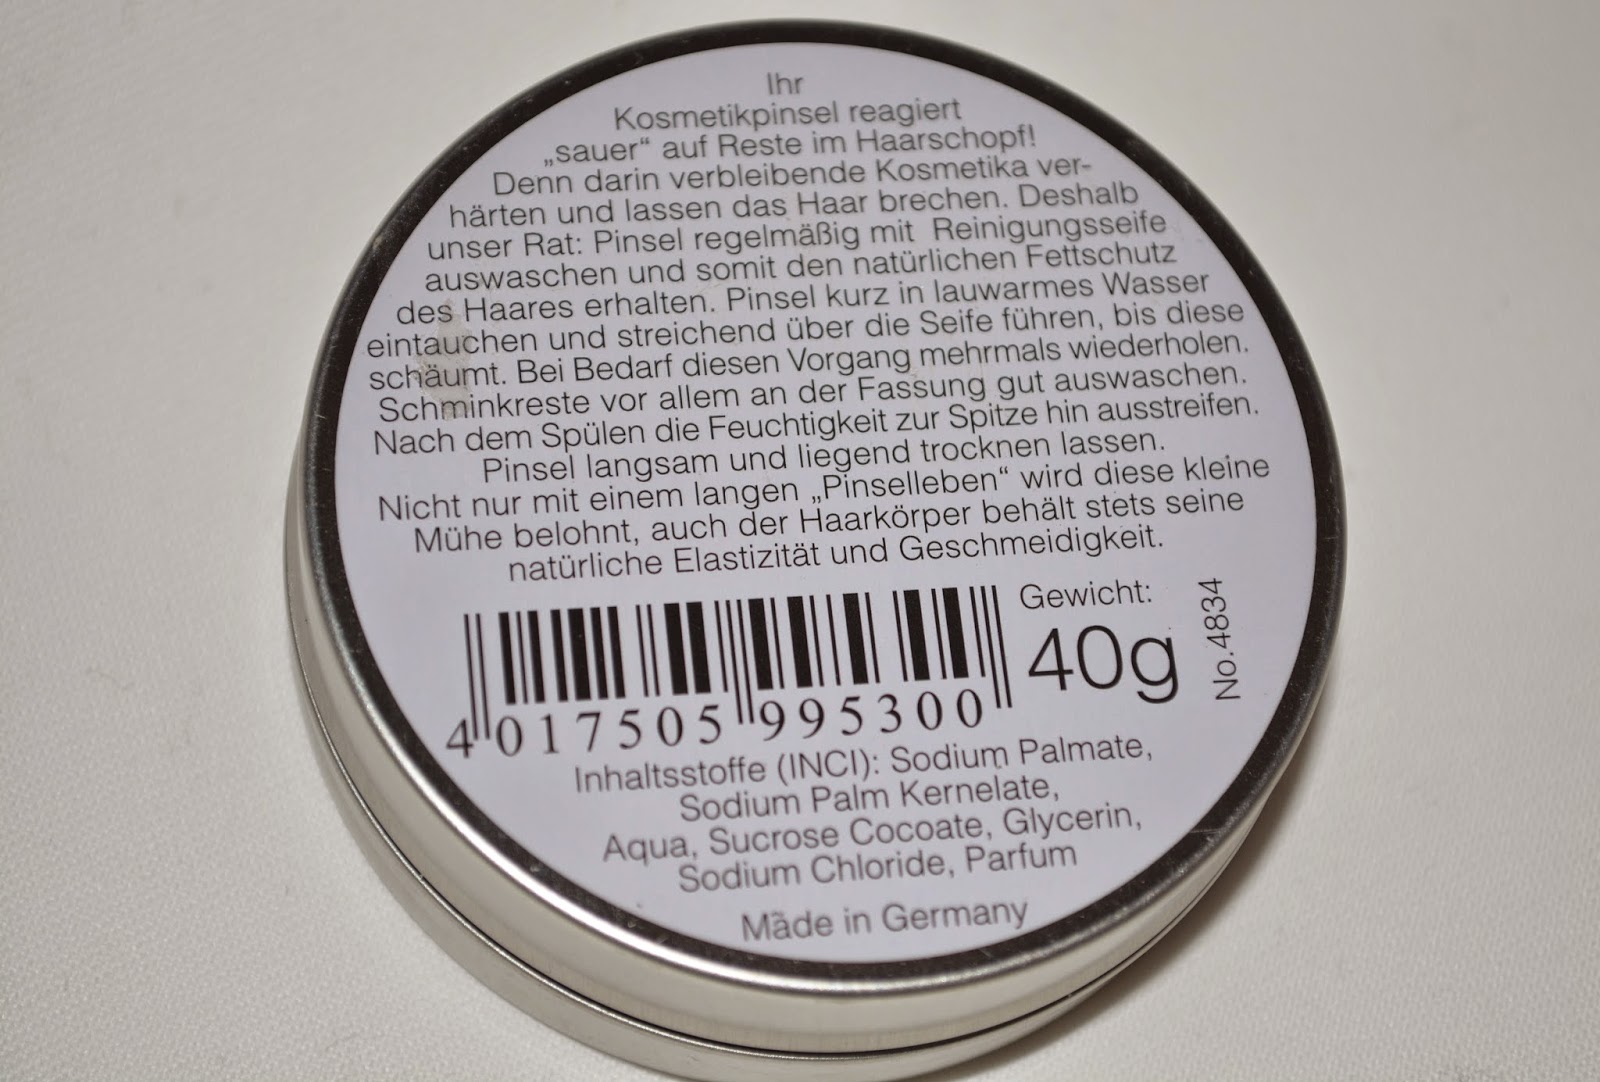 Ihr
Kosmetikpinsel reagiert
„sauer“ auf Reste im Haarschopf!
Denn darin verbleibende Kosmetika ver-
härten und lassen das Haar brechen. Deshalb
unser Rat: Pinsel regelmäßig mit Reinigungsseife
auswaschen und somit den natürlichen Fettschutz
des Haares erhalten. Pinsel kurz in lauwarmes Wasser
eintauchen und streichend über die Seife führen, bis diese
schäumt. Bei Bedarf diesen Vorgang mehrmals wiederholen.
Schminkreste vor allem an der Fassung gut auswaschen.
Nach dem Spülen die Feuchtigkeit zur Spitze hin ausstreifen.
Pinsel langsam und liegend trocknen lassen.
Nicht nur mit einem langen „Pinselleben“ wird diese kleine
Mühe belohnt, auch der Haarkörper behält stets seine
natürliche Elastizität und Geschmeidigkeit.
Gewicht:
40g
No.4834
4 017505 995300
Inhaltsstoffe (INCI): Sodium Palmate,
Sodium Palm Kernelate,
Aqua, Sucrose Cocoate, Glycerin,
Sodium Chloride, Parfum
Made in Germany